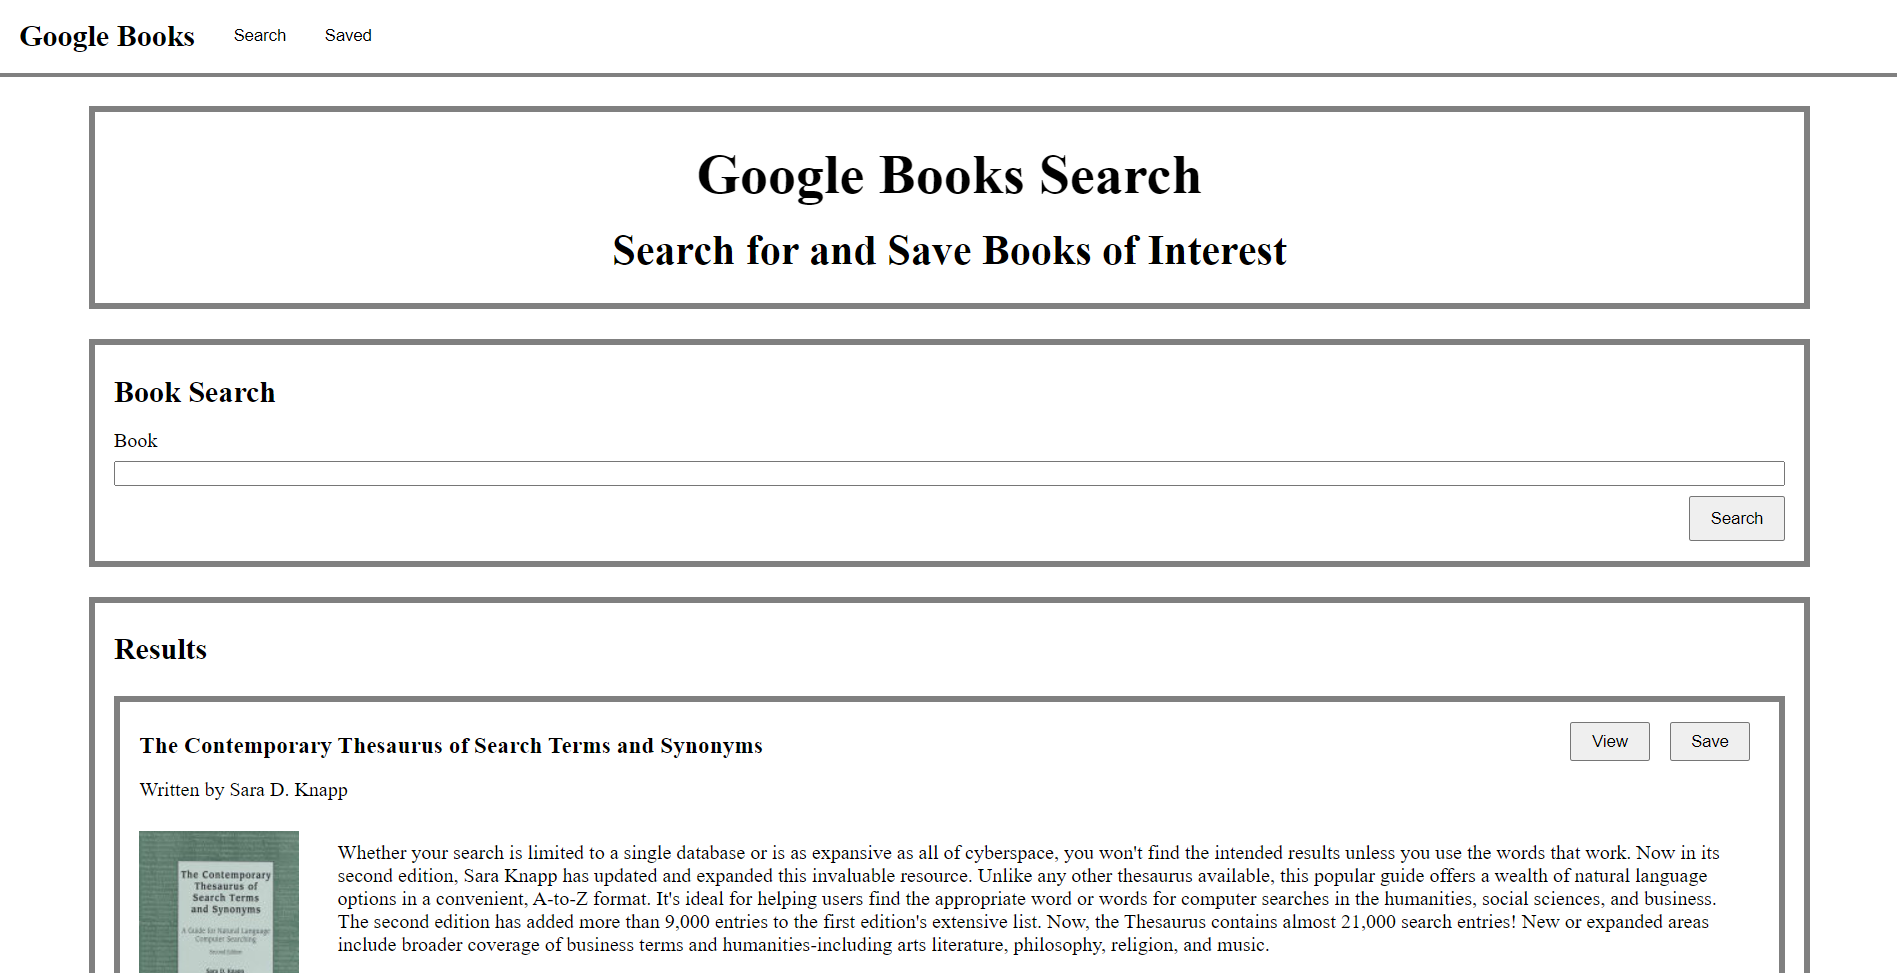 Google Books Search Saved
Google Books Search
Search for and Save Books of Interest
Book Search
Book
Search
Results
The Contemporary Thesaurus of Search Terms and Synonyms
View Save
Written by Sara D. Knapp
The Contemporary
Thesaurus of
Search Terms
and Synonyms
A Guide for Natural Language
Computer Searching
Second Edition
Sara D. Knapp
Whether your search is limited to a single database or is as expansive as all of cyberspace, you won't find the intended results unless you use the words that work. Now in its
second edition, Sara Knapp has updated and expanded this invaluable resource. Unlike any other thesaurus available, this popular guide offers a wealth of natural language
options in a convenient, A-to-Z format. It's ideal for helping users find the appropriate word or words for computer searches in the humanities, social sciences, and business.
The second edition has added more than 9,000 entries to the first edition's extensive list. Now, the Thesaurus contains almost 21,000 search entries! New or expanded areas
include broader coverage of business terms and humanities-including arts literature, philosophy, religion, and music.